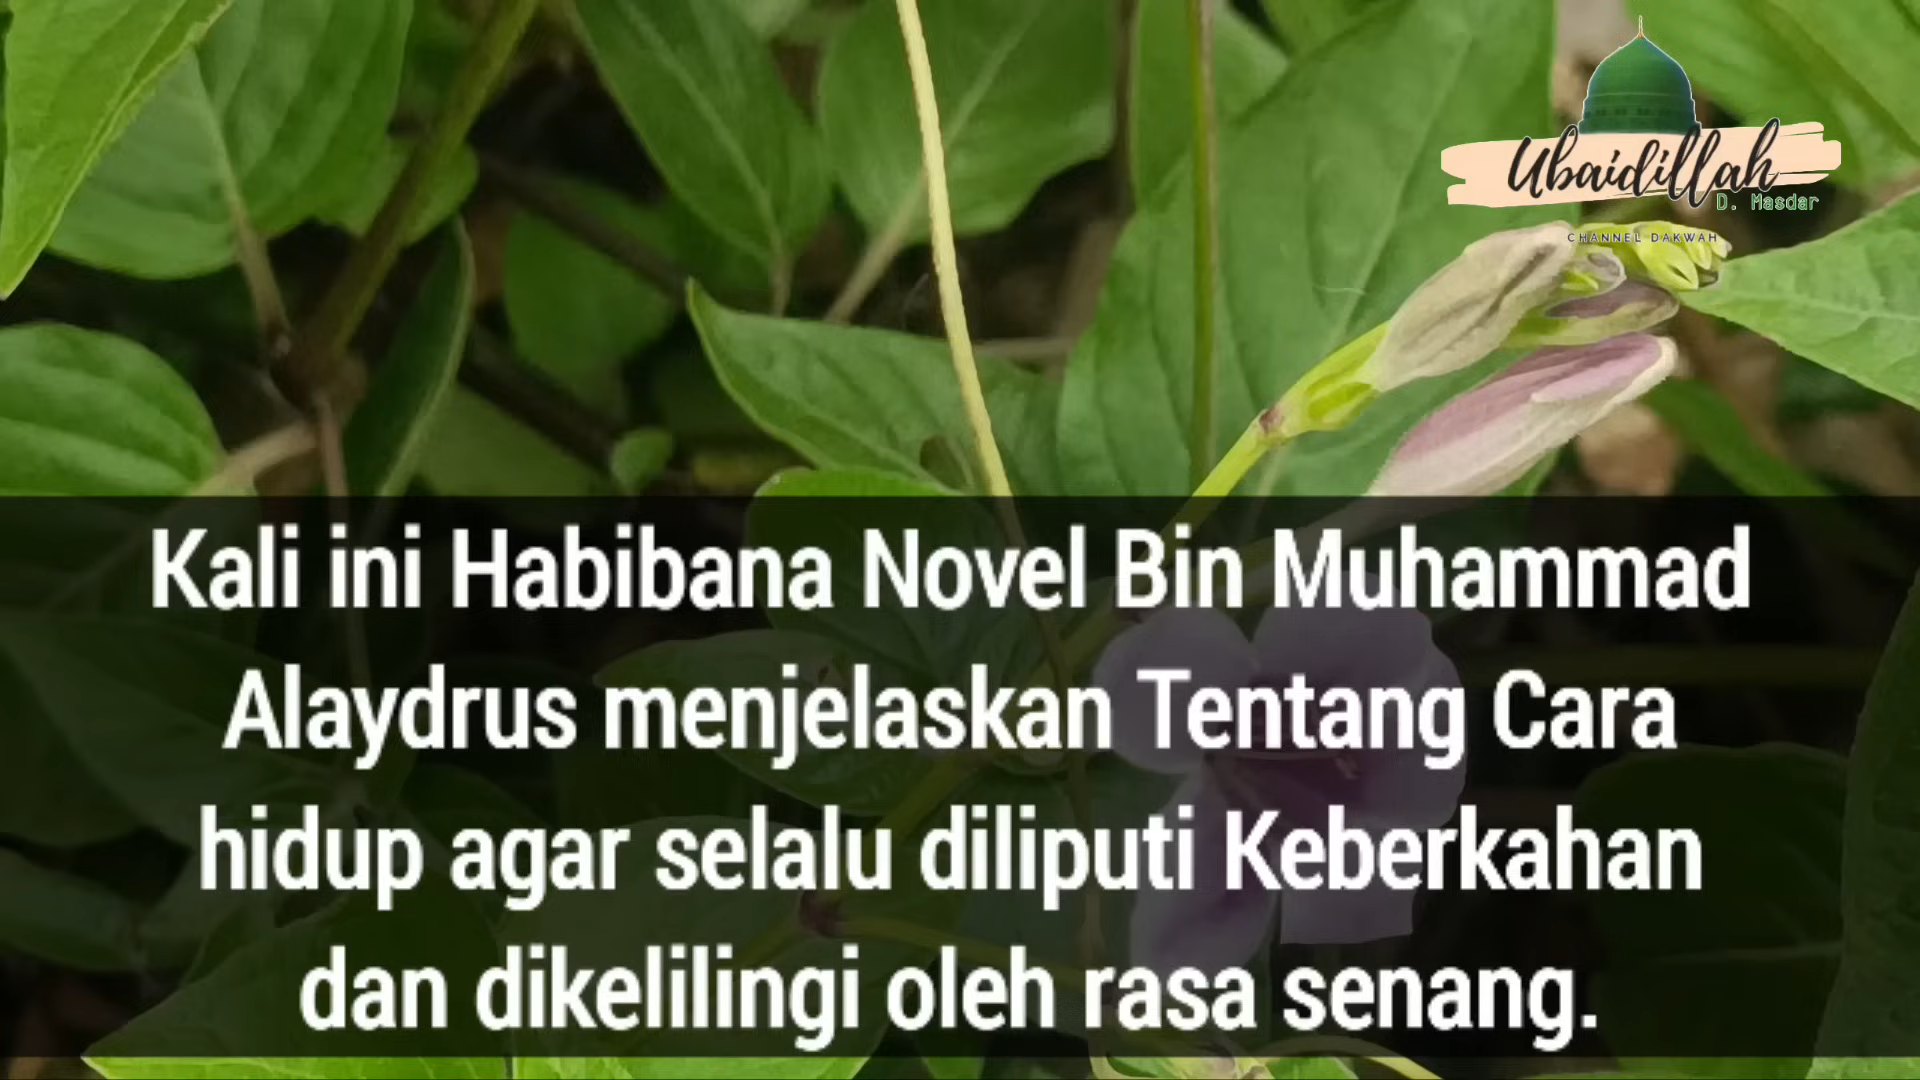 Ubaidillah
D. Masdar
CHANNEL DAKWAH
Kali ini Habibana Novel Bin Muhammad
Alaydrus menjelaskan Tentang Cara
hidup agar selalu diliputi Keberkahan
dan dikelilingi oleh rasa senang.